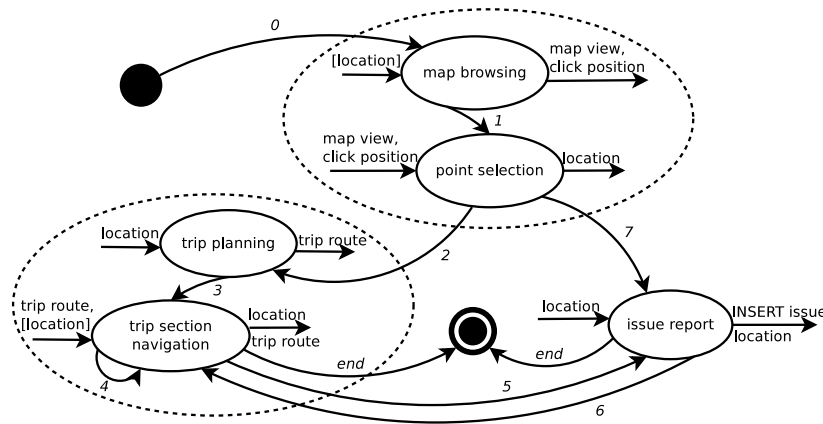 0
[location]
map browsing
map view,
click position
1
map view,
click position
point selection
location
2
7
location
trip planning
trip route
3
trip route,
[location]
trip section
navigation
location
trip route
4
end
end
location
issue report
INSERT issue
location
5
6